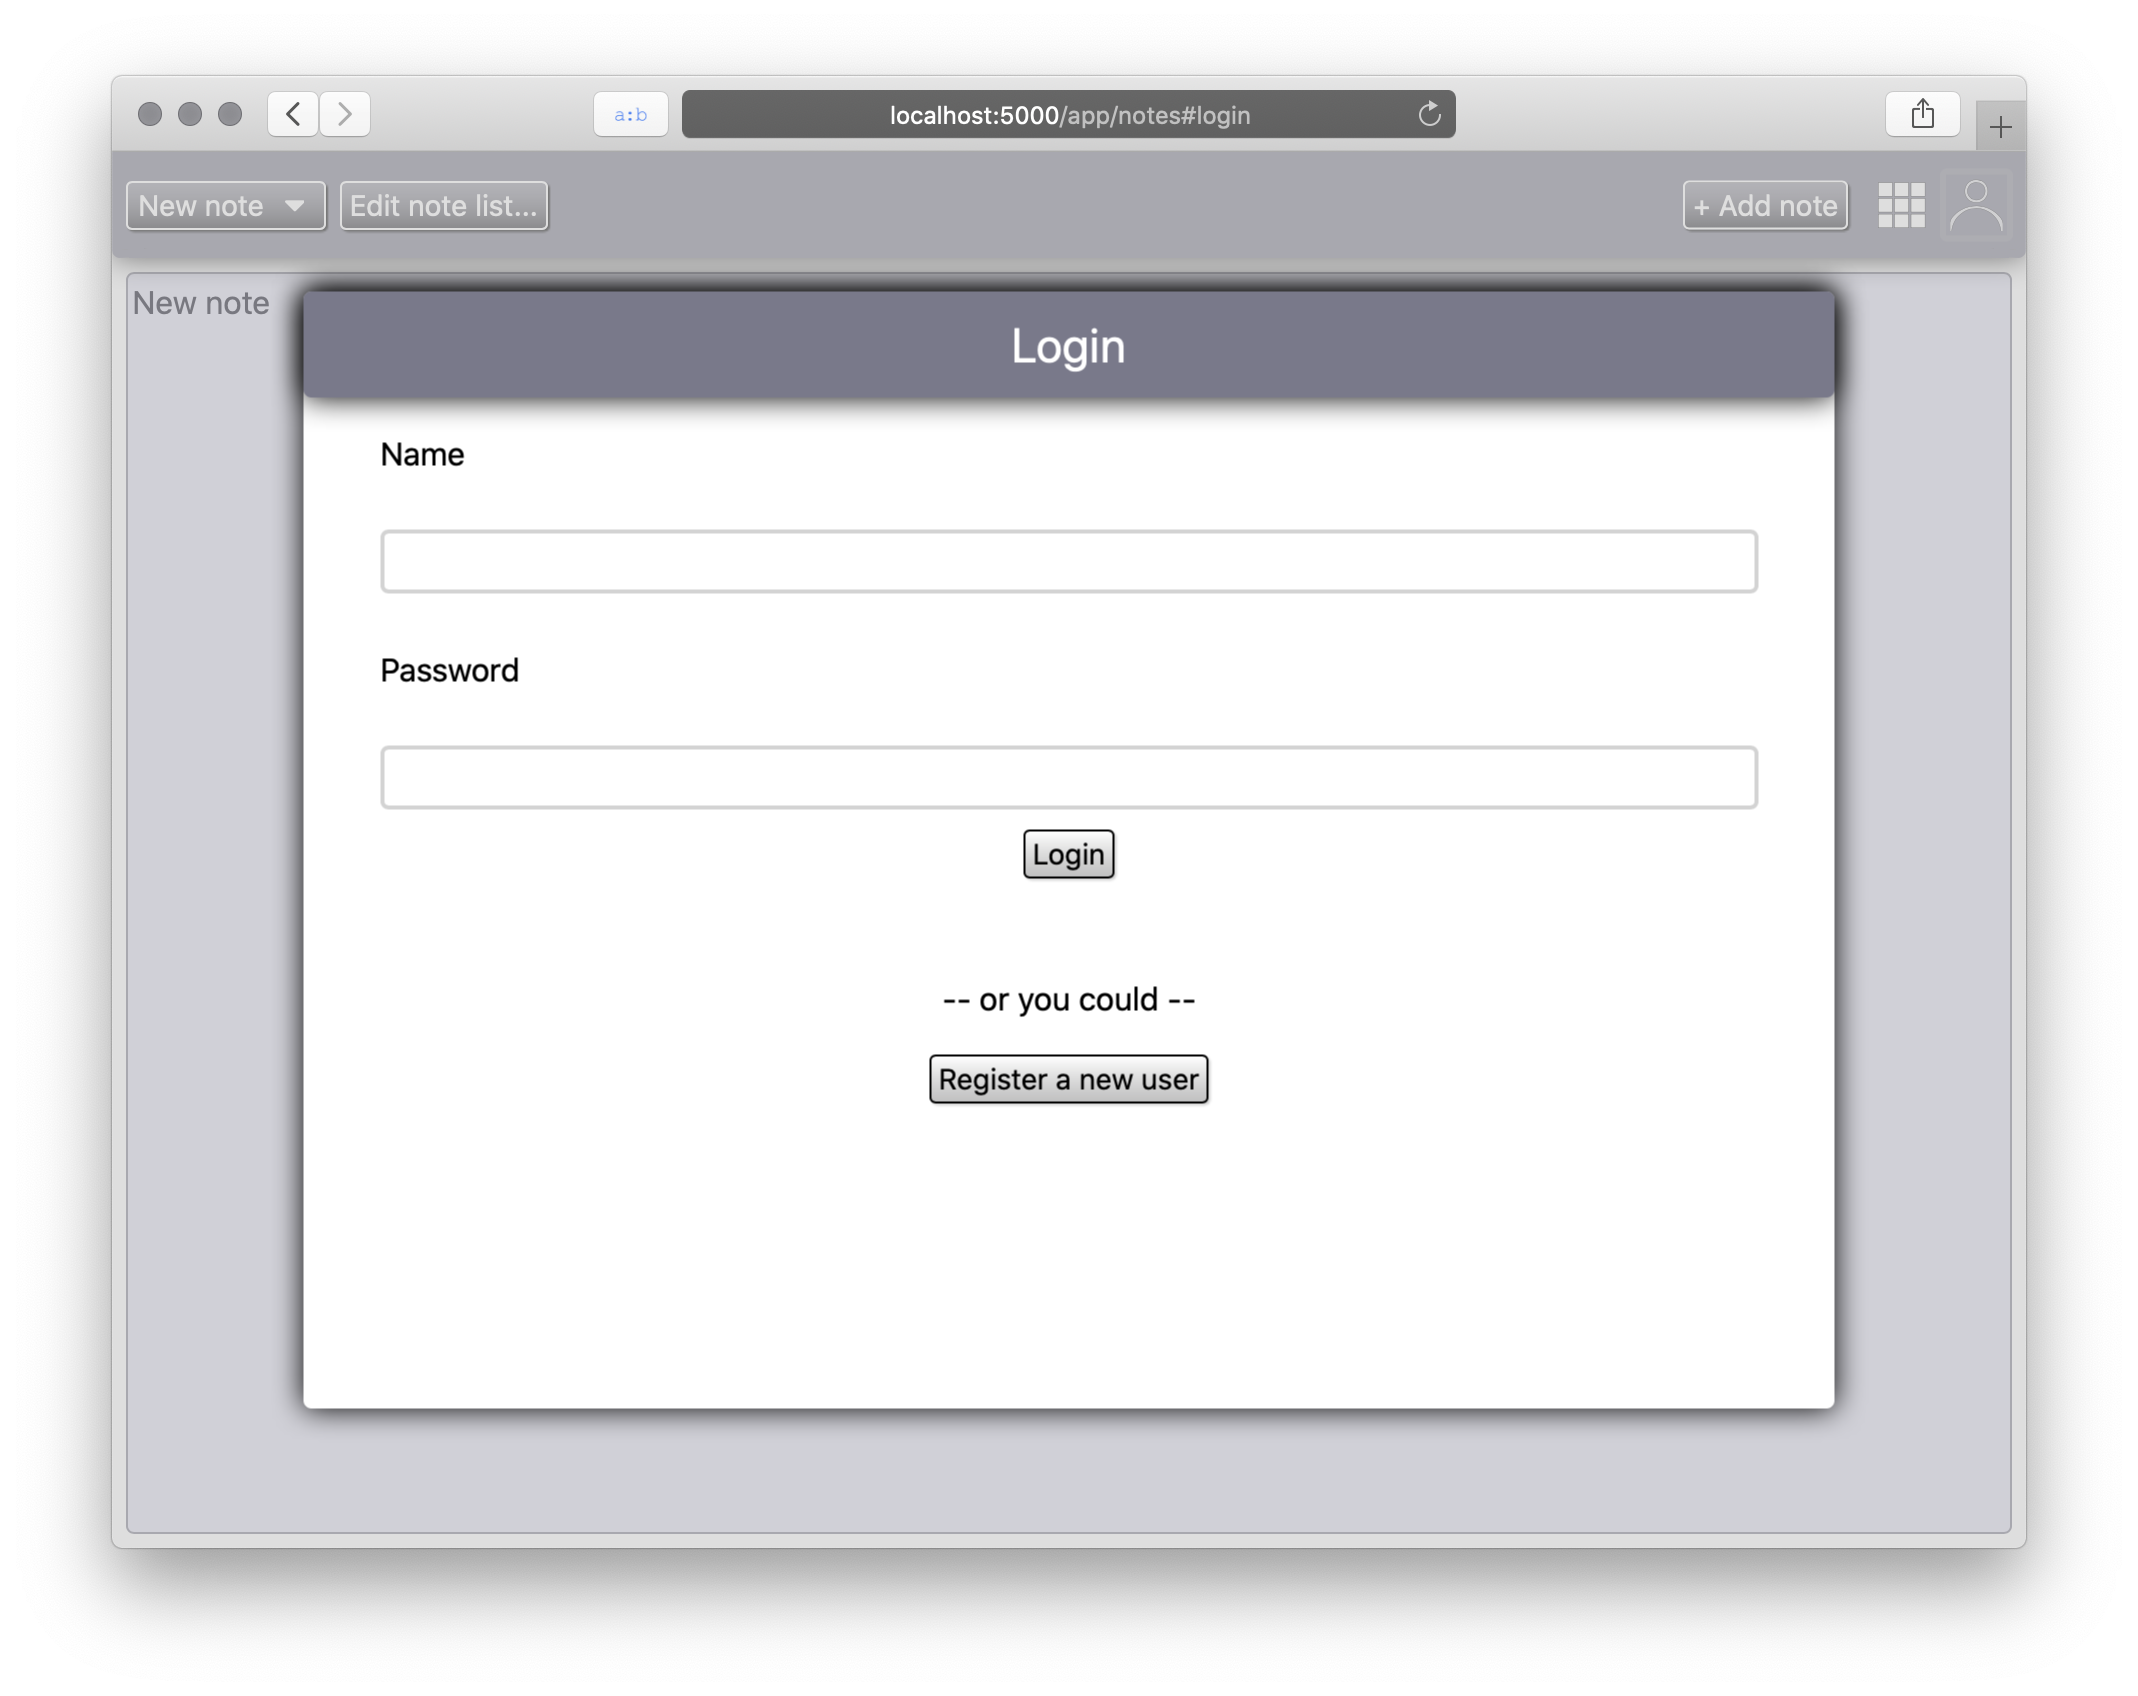 a:b
localhost:5000/app/notes#login
New note
Edit note list...
+ Add note
New note
Login
Name
Password
Login
-- or you could --
Register a new user